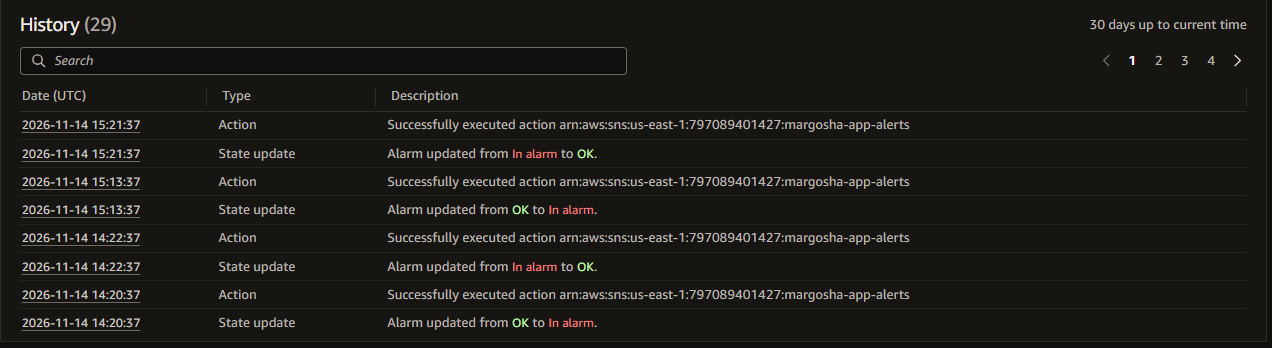 History (29)
30 days up to current time
Search
1 2 3 4
Date (UTC) Type Description
2026-11-14 15:21:37 Action Successfully executed action arn:aws:sns:us-east-1:797089401427:margosha-app-alerts
2026-11-14 15:21:37 State update Alarm updated from In alarm to OK.
2026-11-14 15:13:37 Action Successfully executed action arn:aws:sns:us-east-1:797089401427:margosha-app-alerts
2026-11-14 15:13:37 State update Alarm updated from OK to In alarm.
2026-11-14 14:22:37 Action Successfully executed action arn:aws:sns:us-east-1:797089401427:margosha-app-alerts
2026-11-14 14:22:37 State update Alarm updated from In alarm to OK.
2026-11-14 14:20:37 Action Successfully executed action arn:aws:sns:us-east-1:797089401427:margosha-app-alerts
2026-11-14 14:20:37 State update Alarm updated from OK to In alarm.